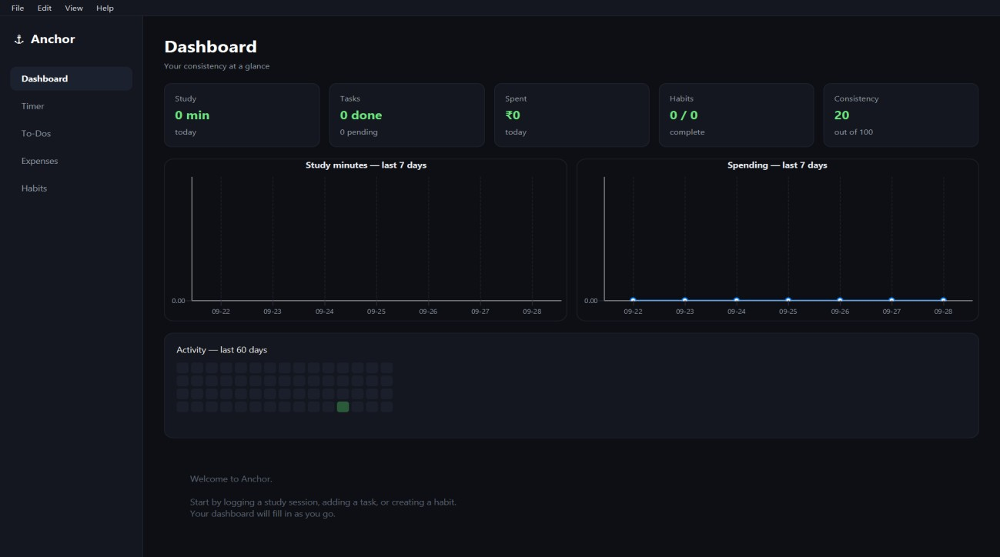 File Edit View Help
⚓ Anchor
Dashboard
Timer
To-Dos
Expenses
Habits
Dashboard
Your consistency at a glance
Study
0 min
today
Tasks
0 done
0 pending
Spent
₹0
today
Habits
0 / 0
complete
Consistency
20
out of 100
Study minutes — last 7 days
0.00
09-22 09-23 09-24 09-25 09-26 09-27 09-28
Spending — last 7 days
0.00
09-22 09-23 09-24 09-25 09-26 09-27 09-28
Activity — last 60 days
Welcome to Anchor.
Start by logging a study session, adding a task, or creating a habit.
Your dashboard will fill in as you go.